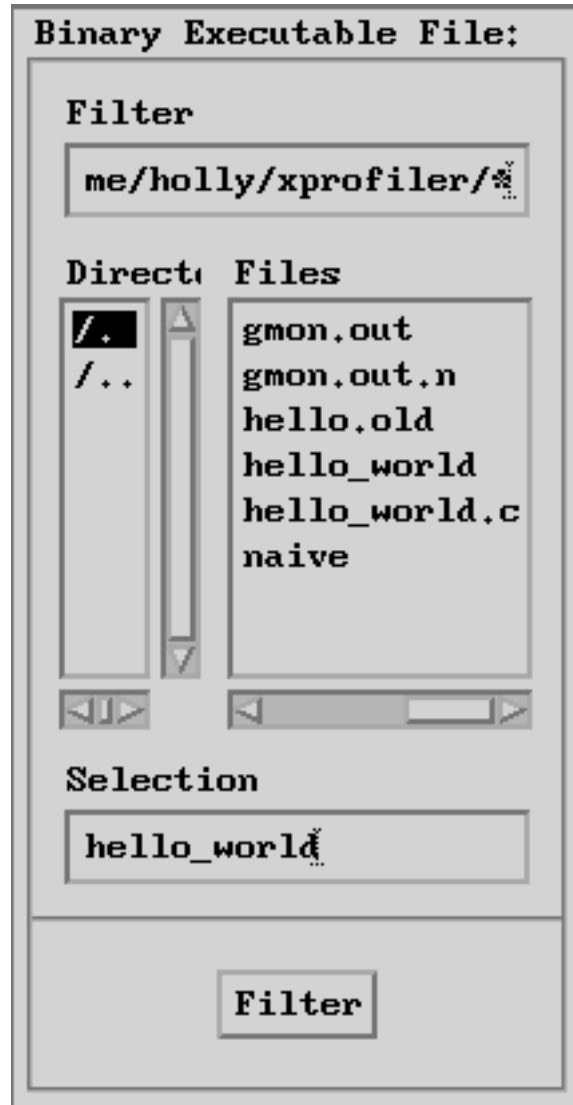 Binary Executable File:
Filter
me/holly/xprofiler/*
Files
/.
/..
gmon.out
gmon.out.n
hello.old
hello_world
hello_world.c
naive
Selection
hello_world
Filter